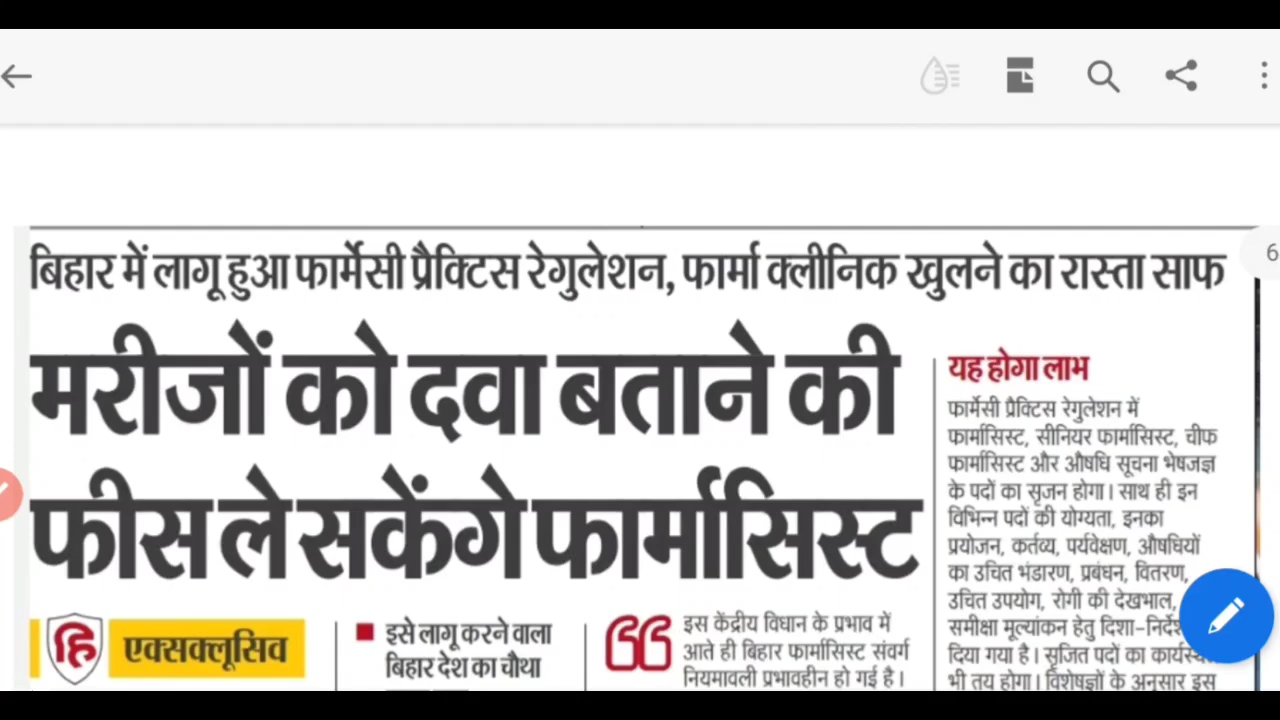 6
बिहार में लागू हुआ फार्मेसी प्रैक्टिस रेगुलेशन, फार्मा क्लीनिक खुलने का रास्ता साफ
मरीजों को दवा बताने की
फीस ले सकेंगे फार्मासिस्ट
हि
एक्सक्लूसिव
इसे लागू करने वाला
बिहार देश का चौथा
इस केंद्रीय विधान के प्रभाव में
आते ही बिहार फार्मासिस्ट संवर्ग
नियमावली प्रभावहीन हो गई है।
यह होगा लाभ
फार्मेसी प्रैक्टिस रेगुलेशन में
फार्मासिस्ट, सीनियर फार्मासिस्ट, चीफ
फार्मासिस्ट और औषधि सूचना भेषजज्ञ
के पदों का सृजन होगा। साथ ही इन
विभिन्न पदों की योग्यता, इनका
प्रयोजन, कर्तव्य, पर्यवेक्षण, औषधियों
का उचित भंडारण, प्रबंधन, वितरण,
उचित उपयोग, रोगी की देखभाल,
समीक्षा मूल्यांकन हेतु
दिया गया है। सृजित पदों का
भी तय होगा। विशेषज्ञों के अनुसार इस